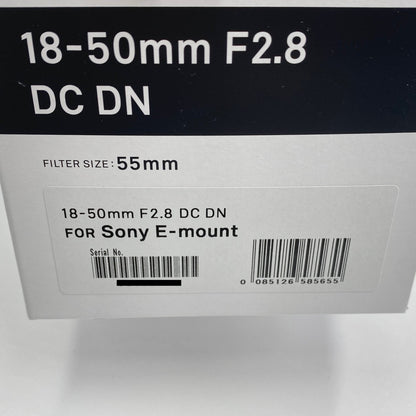 18-50mm F2.8
DC DN
FILTER SIZE: 55mm
18-50mm F2.8 DC DN
FOR Sony E-mount
Serial No.
0 085126 585655